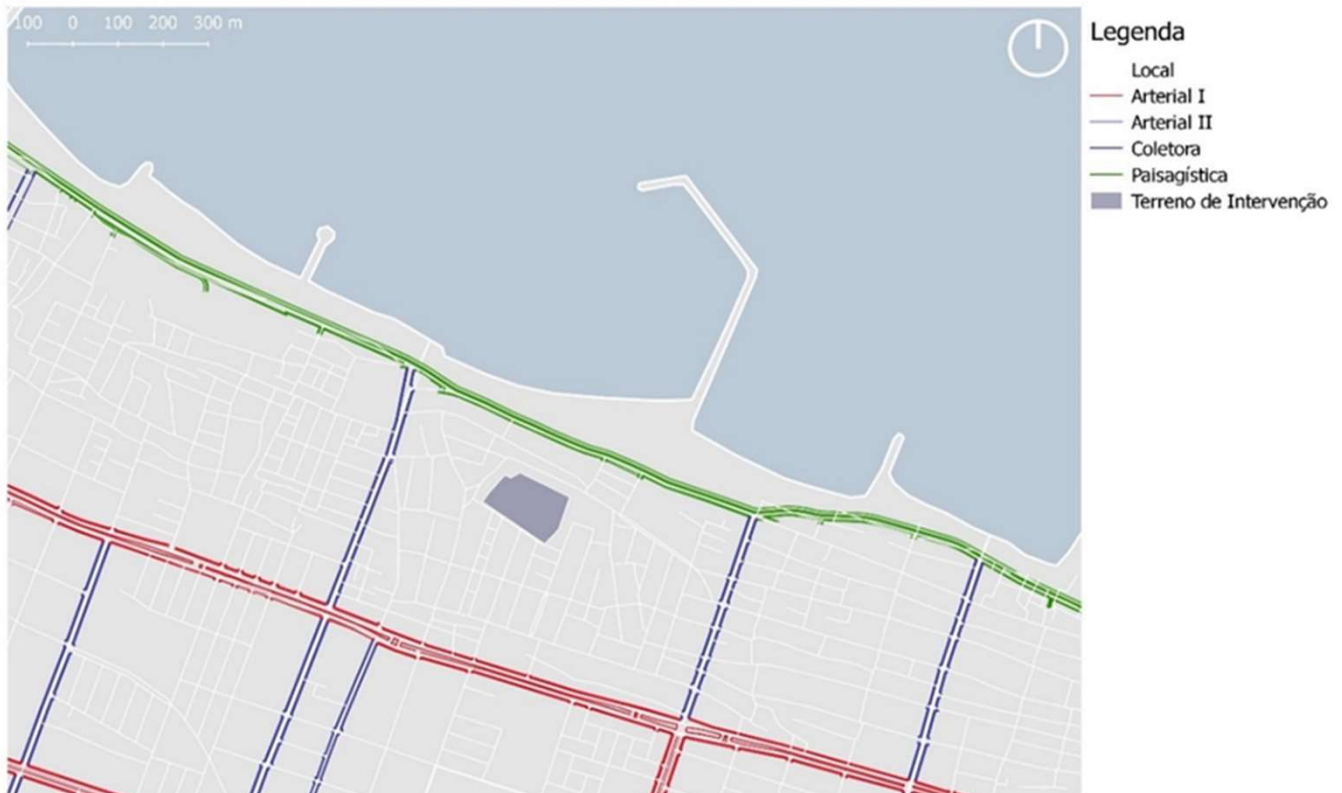 100 0 100 200 300 m
Legenda
Local
Arterial I
Arterial II
Coletora
Paisagística
Terreno de Intervenção